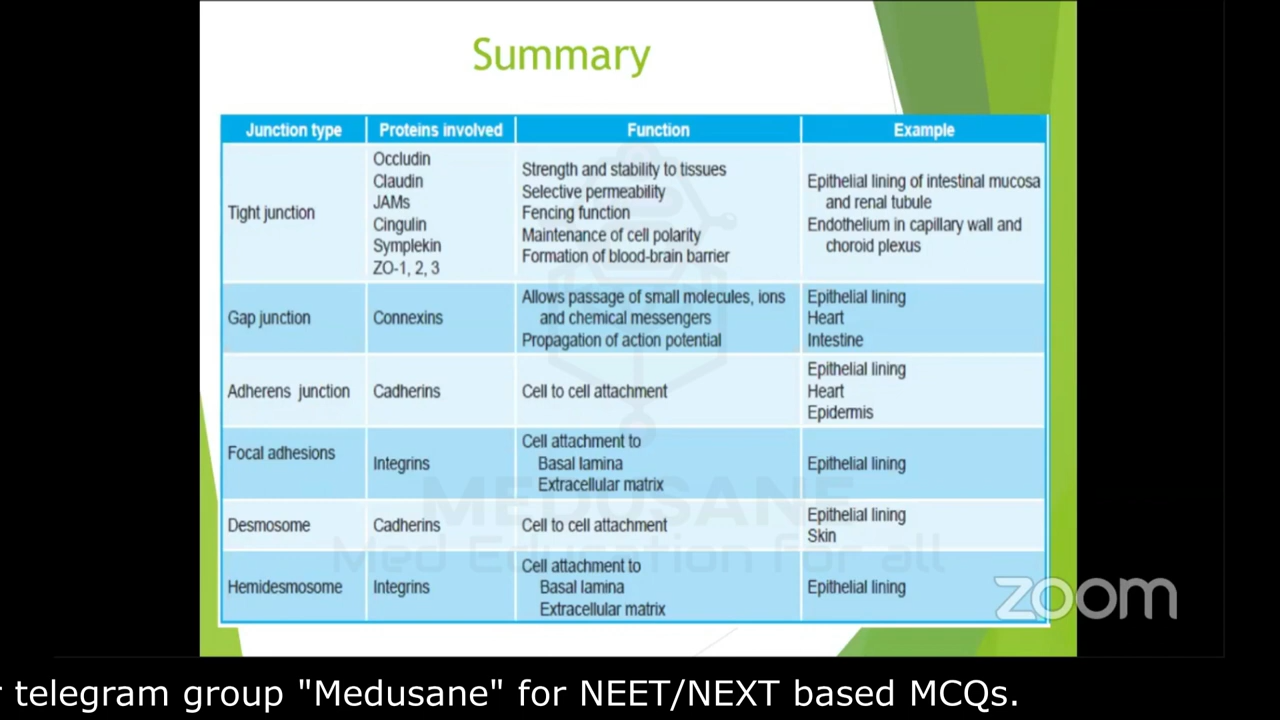 Summary
Junction type
Proteins involved
Function
Example
Tight junction
Occludin
Claudin
JAMs
Cingulin
Symplekin
ZO-1, 2, 3
Strength and stability to tissues
Selective permeability
Fencing function
Maintenance of cell polarity
Formation of blood-brain barrier
Epithelial lining of intestinal mucosa
and renal tubule
Endothelium in capillary wall and
choroid plexus
Gap junction
Connexins
Allows passage of small molecules, ions
and chemical messengers
Propagation of action potential
Epithelial lining
Heart
Intestine
Adherens junction
Cadherins
Cell to cell attachment
Epithelial lining
Heart
Epidermis
Focal adhesions
Integrins
Cell attachment to
Basal lamina
Extracellular matrix
Epithelial lining
Desmosome
Cadherins
Cell to cell attachment
Epithelial lining
Skin
Hemidesmosome
Integrins
Cell attachment to
Basal lamina
Extracellular matrix
Epithelial lining
MEDUSANE
Med Education for all
zoom
telegram group "Medusane" for NEET/NEXT based MCQs.